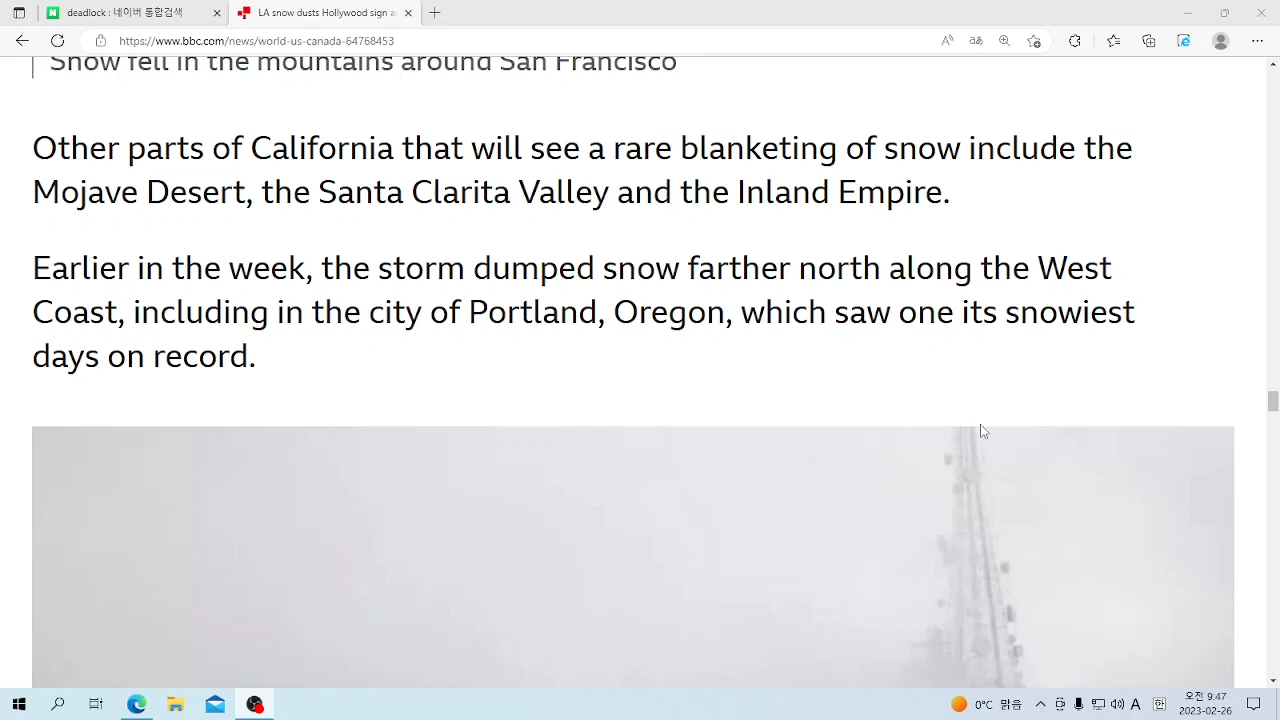 deadlock : 네이버 통합검색
LA snow dusts Hollywood sign a
https://www.bbc.com/news/world-us-canada-64768453
Snow fell in the mountains around San Francisco
Other parts of California that will see a rare blanketing of snow include the
Mojave Desert, the Santa Clarita Valley and the Inland Empire.
Earlier in the week, the storm dumped snow farther north along the West
Coast, including in the city of Portland, Oregon, which saw one its snowiest
days on record.
0°C 맑음
A
오전 9:47
2023-02-26